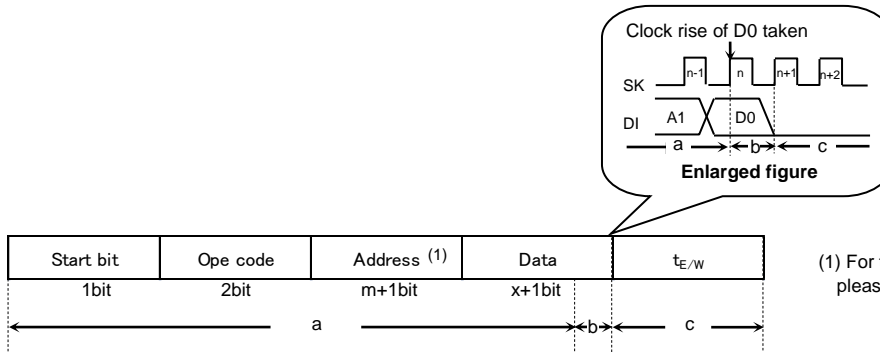 Clock rise of D0 taken
SK n-1 n n+1 n+2
DI A1 D0
a b c
Enlarged figure
Start bit Ope code Address (1) Data tE/W
1bit 2bit m+1bit x+1bit
a b c
(1) For
pleas